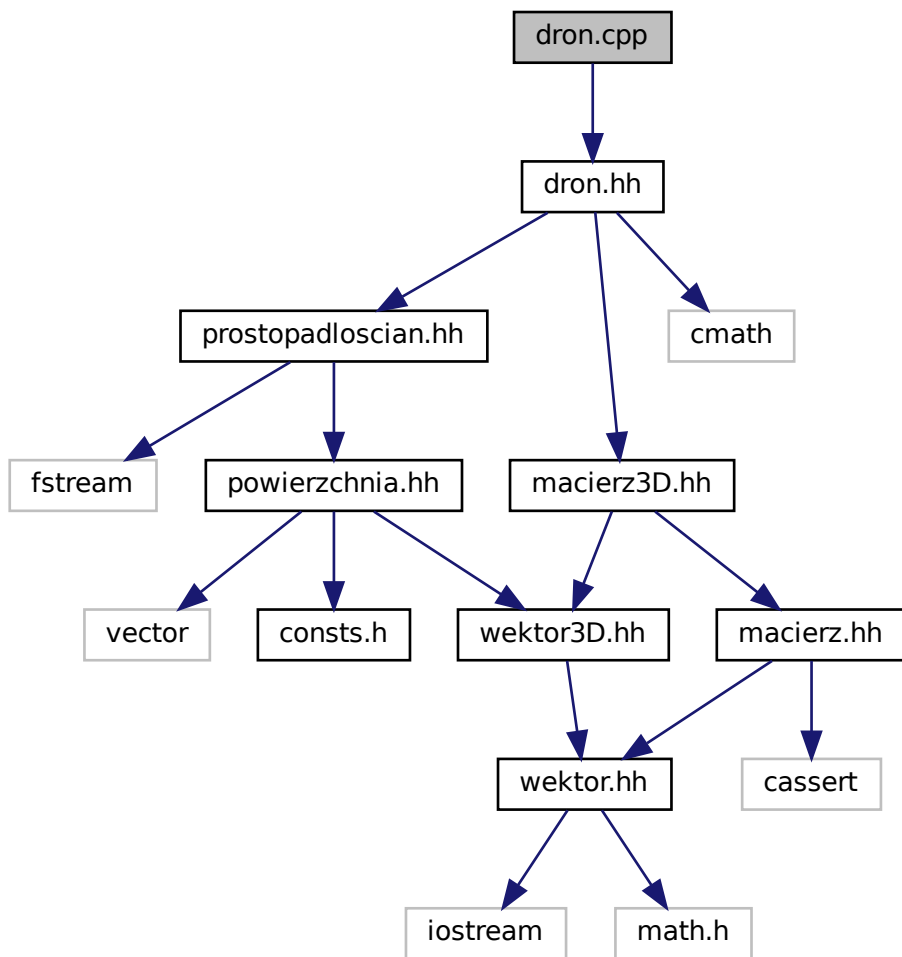 dron.cpp
dron.hh
prostopadloscian.hh
cmath
fstream
powierzchnia.hh
macierz3D.hh
vector
consts.h
wektor3D.hh
macierz.hh
wektor.hh
cassert
iostream
math.h